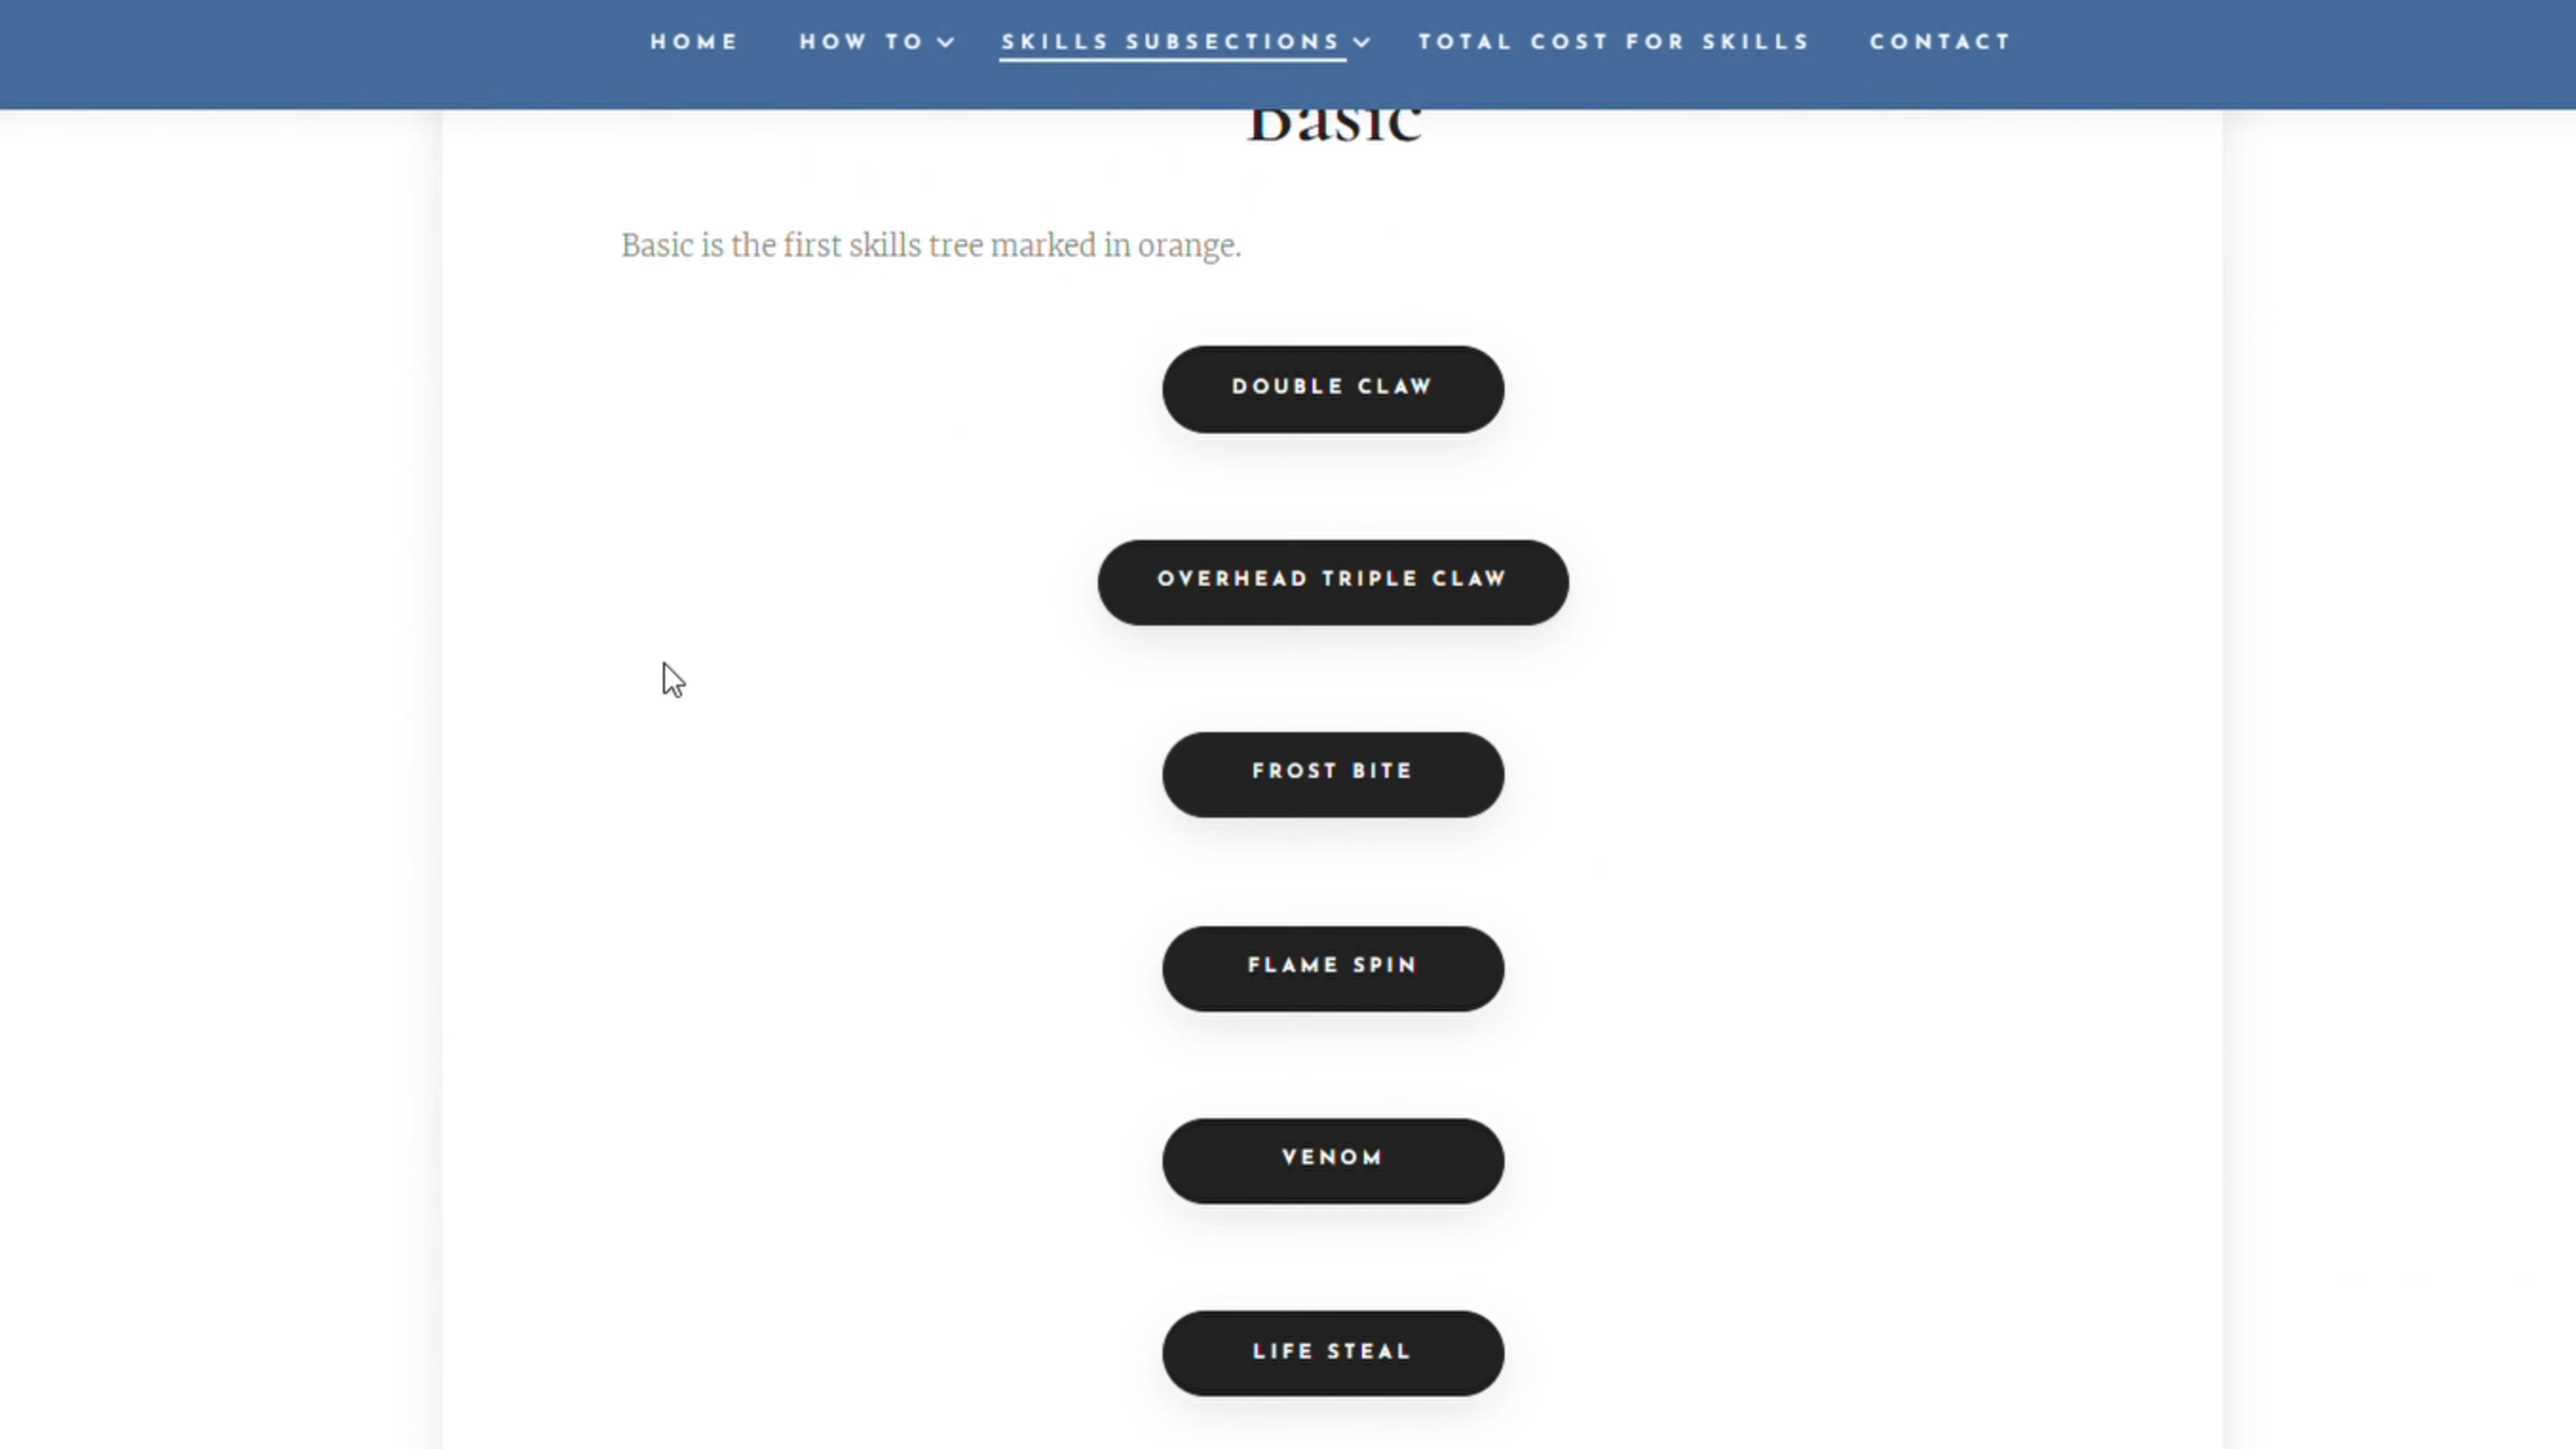 HOME HOW TO SKILLS SUBSECTIONS TOTAL COST FOR SKILLS CONTACT
Basic
Basic is the first skills tree marked in orange.
DOUBLE CLAW
OVERHEAD TRIPLE CLAW
FROST BITE
FLAME SPIN
VENOM
LIFE STEAL